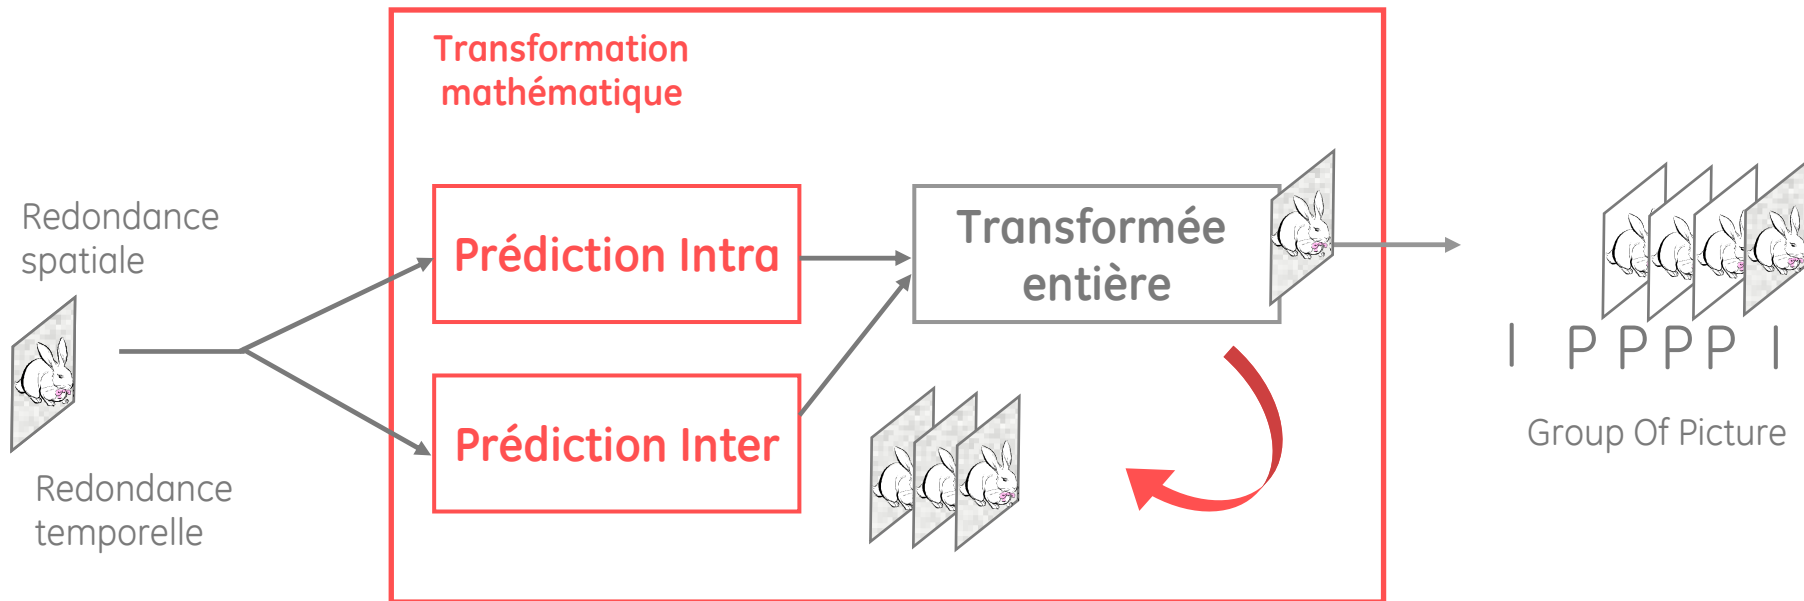 Transformation
mathématique
Redondance
spatiale
Redondance
temporelle
Prédiction Intra
Prédiction Inter
Transformée
entière
I P P P P I
Group Of Picture